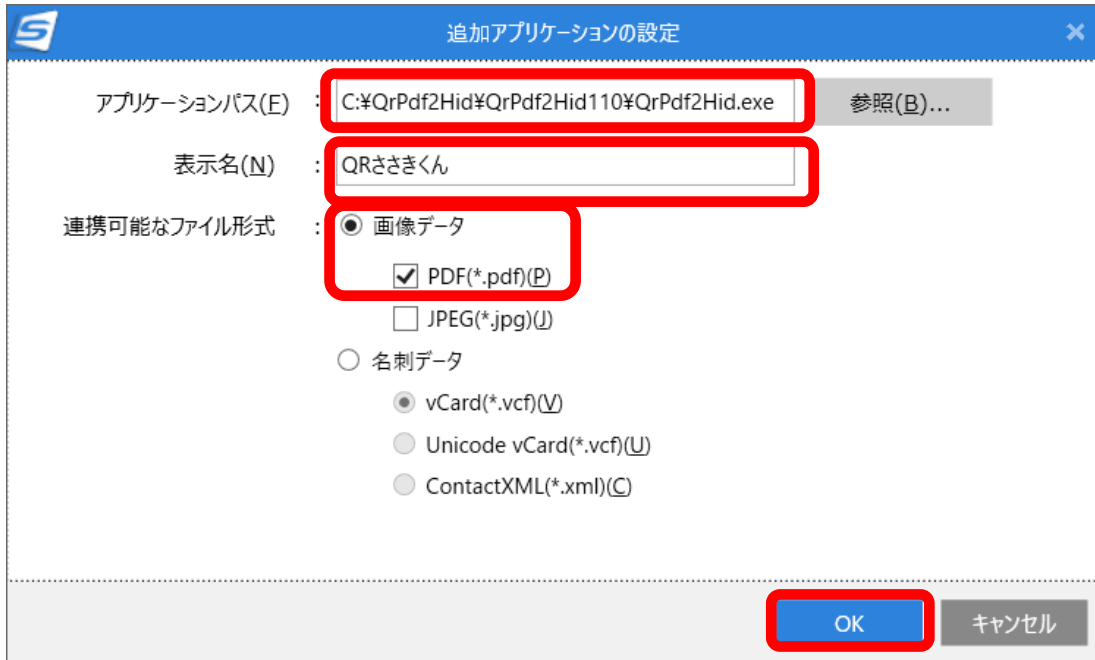 追加アプリケーションの設定
アプリケーションパス(F) : C:¥QrPdf2Hid¥QrPdf2Hid110¥QrPdf2Hid.exe 参照(B)...
表示名(N) : QRささきくん
連携可能なファイル形式 : 画像データ
PDF(*.pdf)(P)
JPEG(*.jpg)(J)
名刺データ
vCard(*.vcf)(V)
Unicode vCard(*.vcf)(U)
ContactXML(*.xml)(C)
OK キャンセル